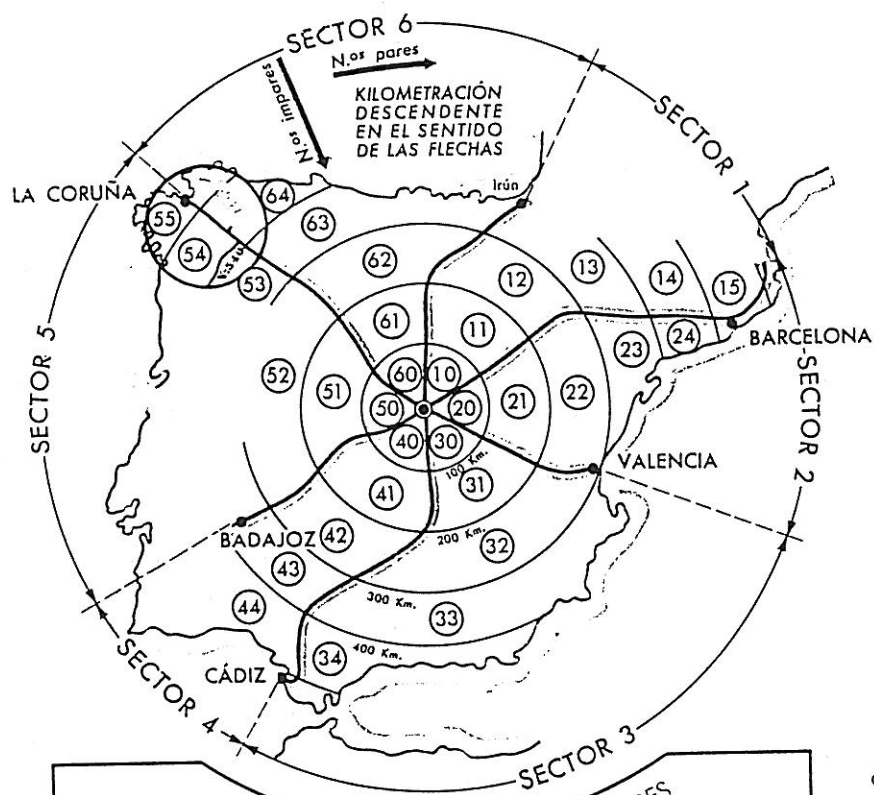 SECTOR 6
N.os pares
N.os impares
KILOMETRACIÓN
DESCENDENTE
EN EL SENTIDO
DE LAS FLECHAS
SECTOR 1
LA CORUÑA
Irún
64
55
63
54
53
62
12
13
14
15
61
11
24
BARCELONA
23
SECTOR 5
52
51
60
10
22
50
20
21
SECTOR 2
40
30
100 Km.
VALENCIA
41
31
BADAJOZ
42
200 Km.
32
43
300 Km.
44
33
400 Km.
34
CÁDIZ
SECTOR 4
SECTOR 3